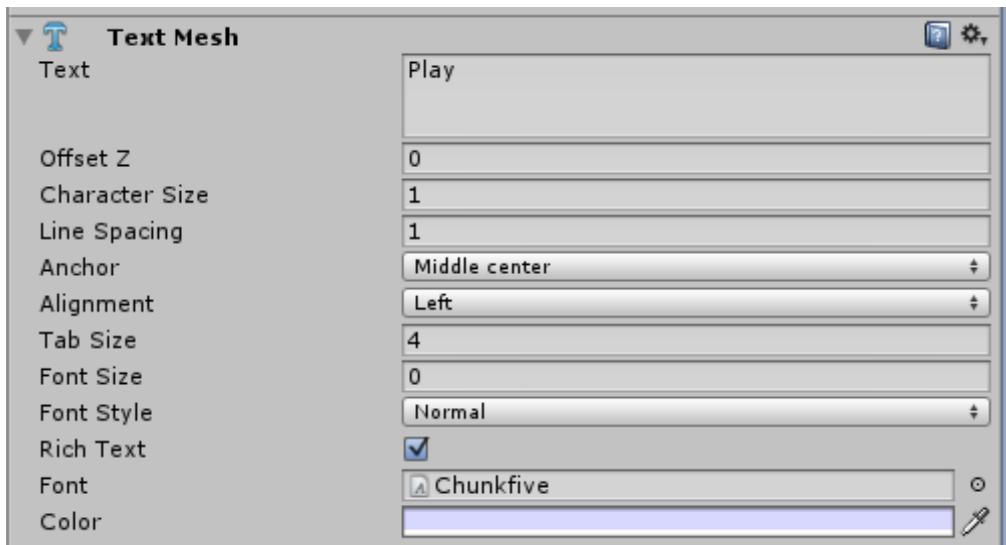 Text Mesh
Text Play
Offset Z 0
Character Size 1
Line Spacing 1
Anchor Middle center
Alignment Left
Tab Size 4
Font Size 0
Font Style Normal
Rich Text
Font Chunkfive
Color